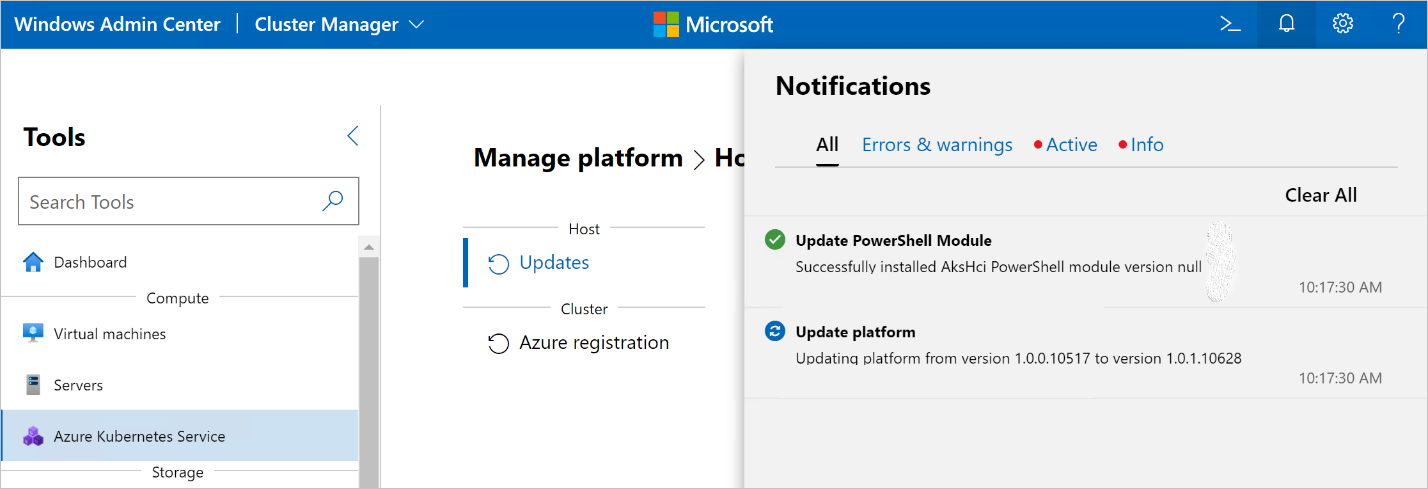 Windows Admin Center
Cluster Manager
Microsoft
Tools
Search Tools
Dashboard
Compute
Virtual machines
Servers
Azure Kubernetes Service
Storage
Manage platform > Ho
Host
Updates
Cluster
Azure registration
Notifications
All Errors & warnings Active Info
Clear All
Update PowerShell Module
Successfully installed AksHci PowerShell module version null
10:17:30 AM
Update platform
Updating platform from version 1.0.0.10517 to version 1.0.1.10628
10:17:30 AM